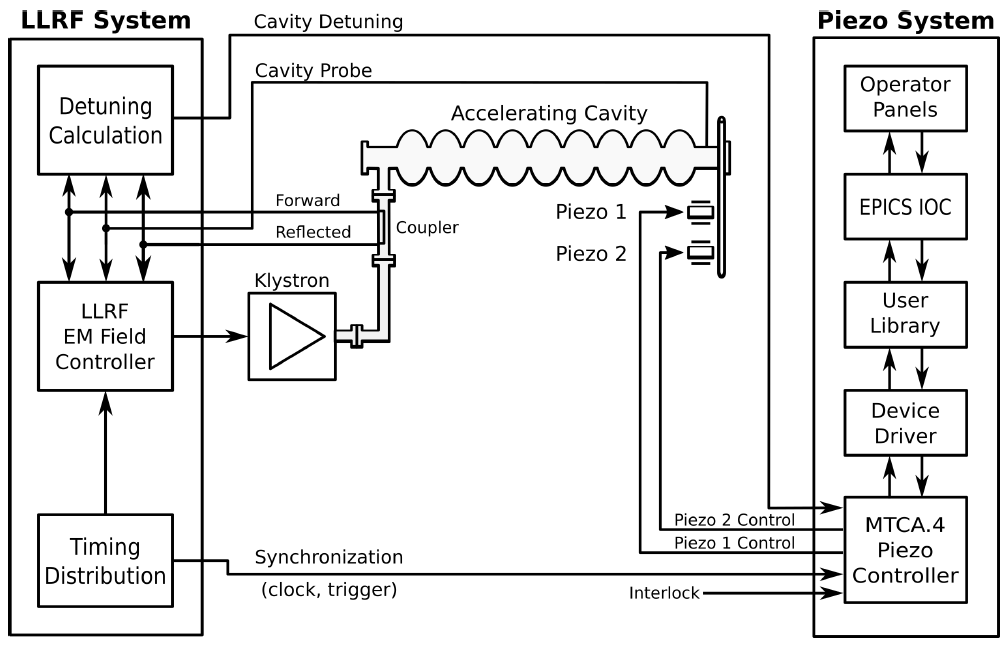 LLRF System
Cavity Detuning
Piezo System
Detuning
Calculation
Cavity Probe
Accelerating Cavity
Operator
Panels
Forward
Reflected
Coupler
Piezo 1
Piezo 2
EPICS IOC
LLRF
EM Field
Controller
Klystron
User
Library
Device
Driver
Timing
Distribution
Synchronization
(clock, trigger)
Piezo 2 Control
Piezo 1 Control
Interlock
MTCA.4
Piezo
Controller